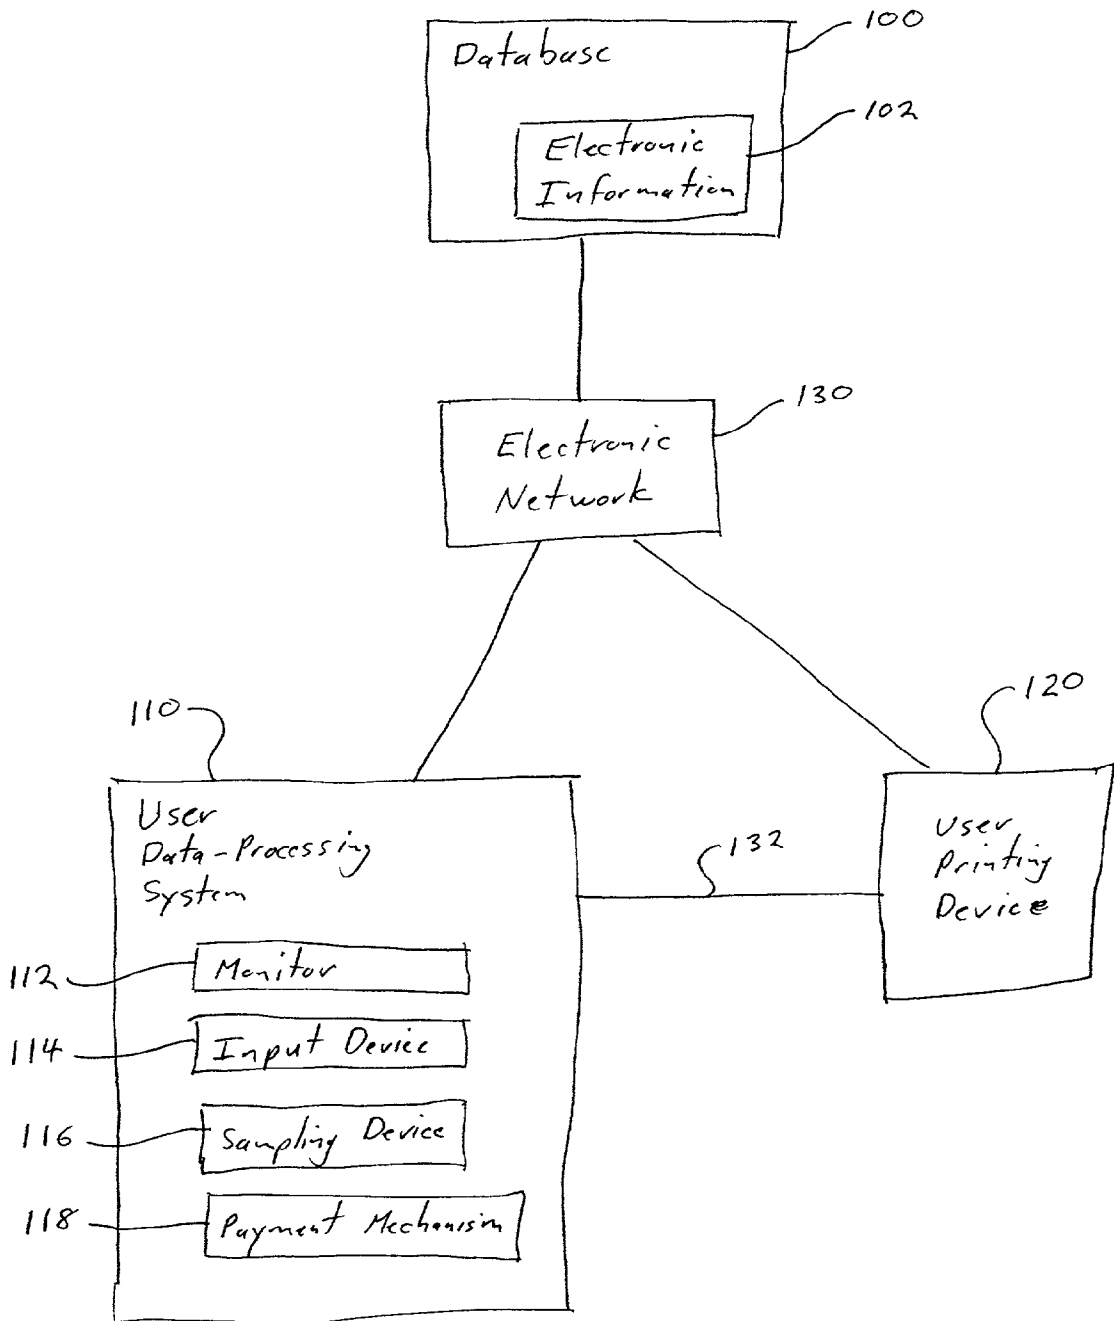 100
Database
102
Electronic
Information
130
Electronic
Network
110
120
User
Data-Processing
System
User
Printing
Device
132
112
Monitor
114
Input Device
116
Sampling Device
118
Payment Mechanism